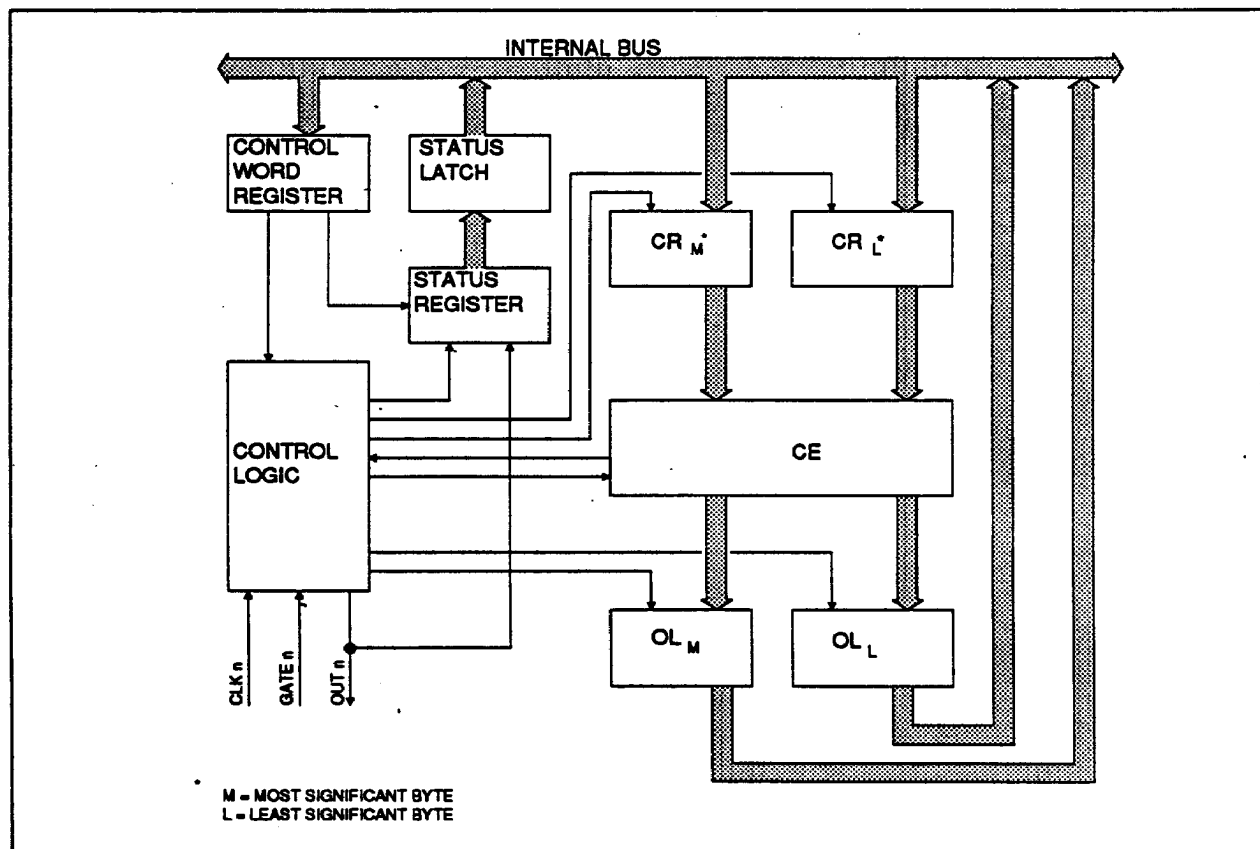 INTERNAL BUS
CONTROL
WORD
REGISTER
STATUS
LATCH
CR M*
CR L*
STATUS
REGISTER
CONTROL
LOGIC
CE
OL M
OL L
CLK n
GATE n
OUT n
M = MOST SIGNIFICANT BYTE
L = LEAST SIGNIFICANT BYTE